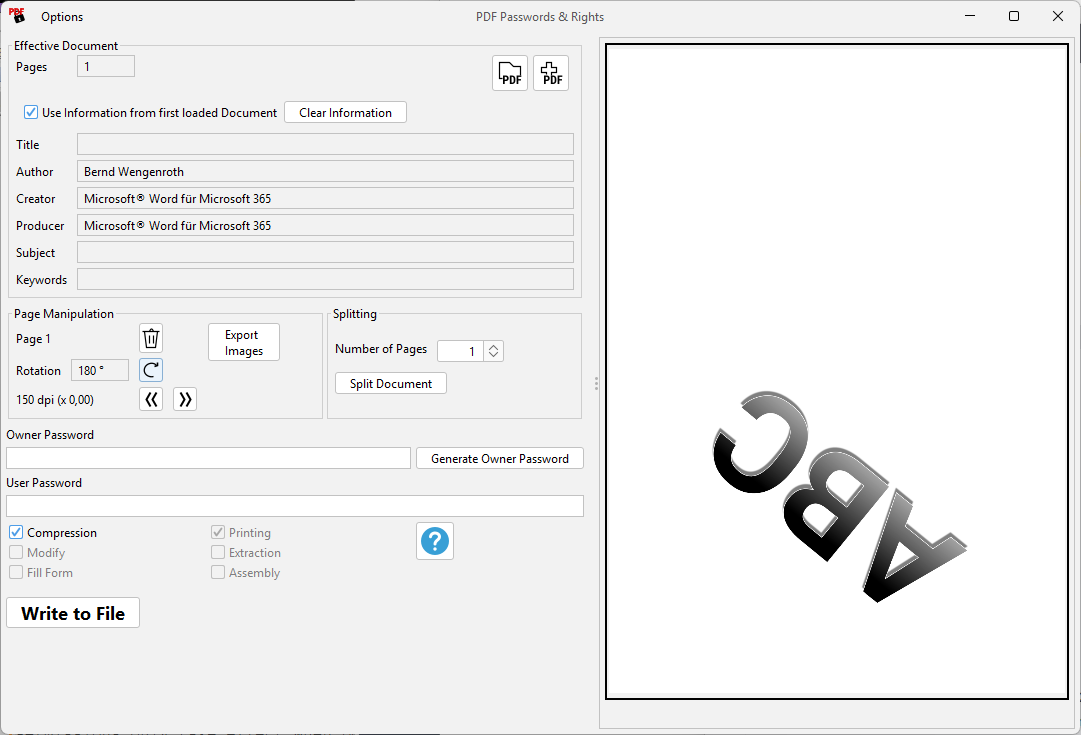 Options
PDF Passwords & Rights
Effective Document
Pages 1
PDF PDF
Use Information from first loaded Document Clear Information
Title
Author Bernd Wengenroth
Creator Microsoft® Word für Microsoft 365
Producer Microsoft® Word für Microsoft 365
Subject
Keywords
Page Manipulation
Page 1
Export
Images
Rotation 180 °
150 dpi (x 0,00)
Splitting
Number of Pages 1
Split Document
Owner Password
Generate Owner Password
User Password
Compression Printing
Modify Extraction
Fill Form Assembly
?
Write to File
ABC